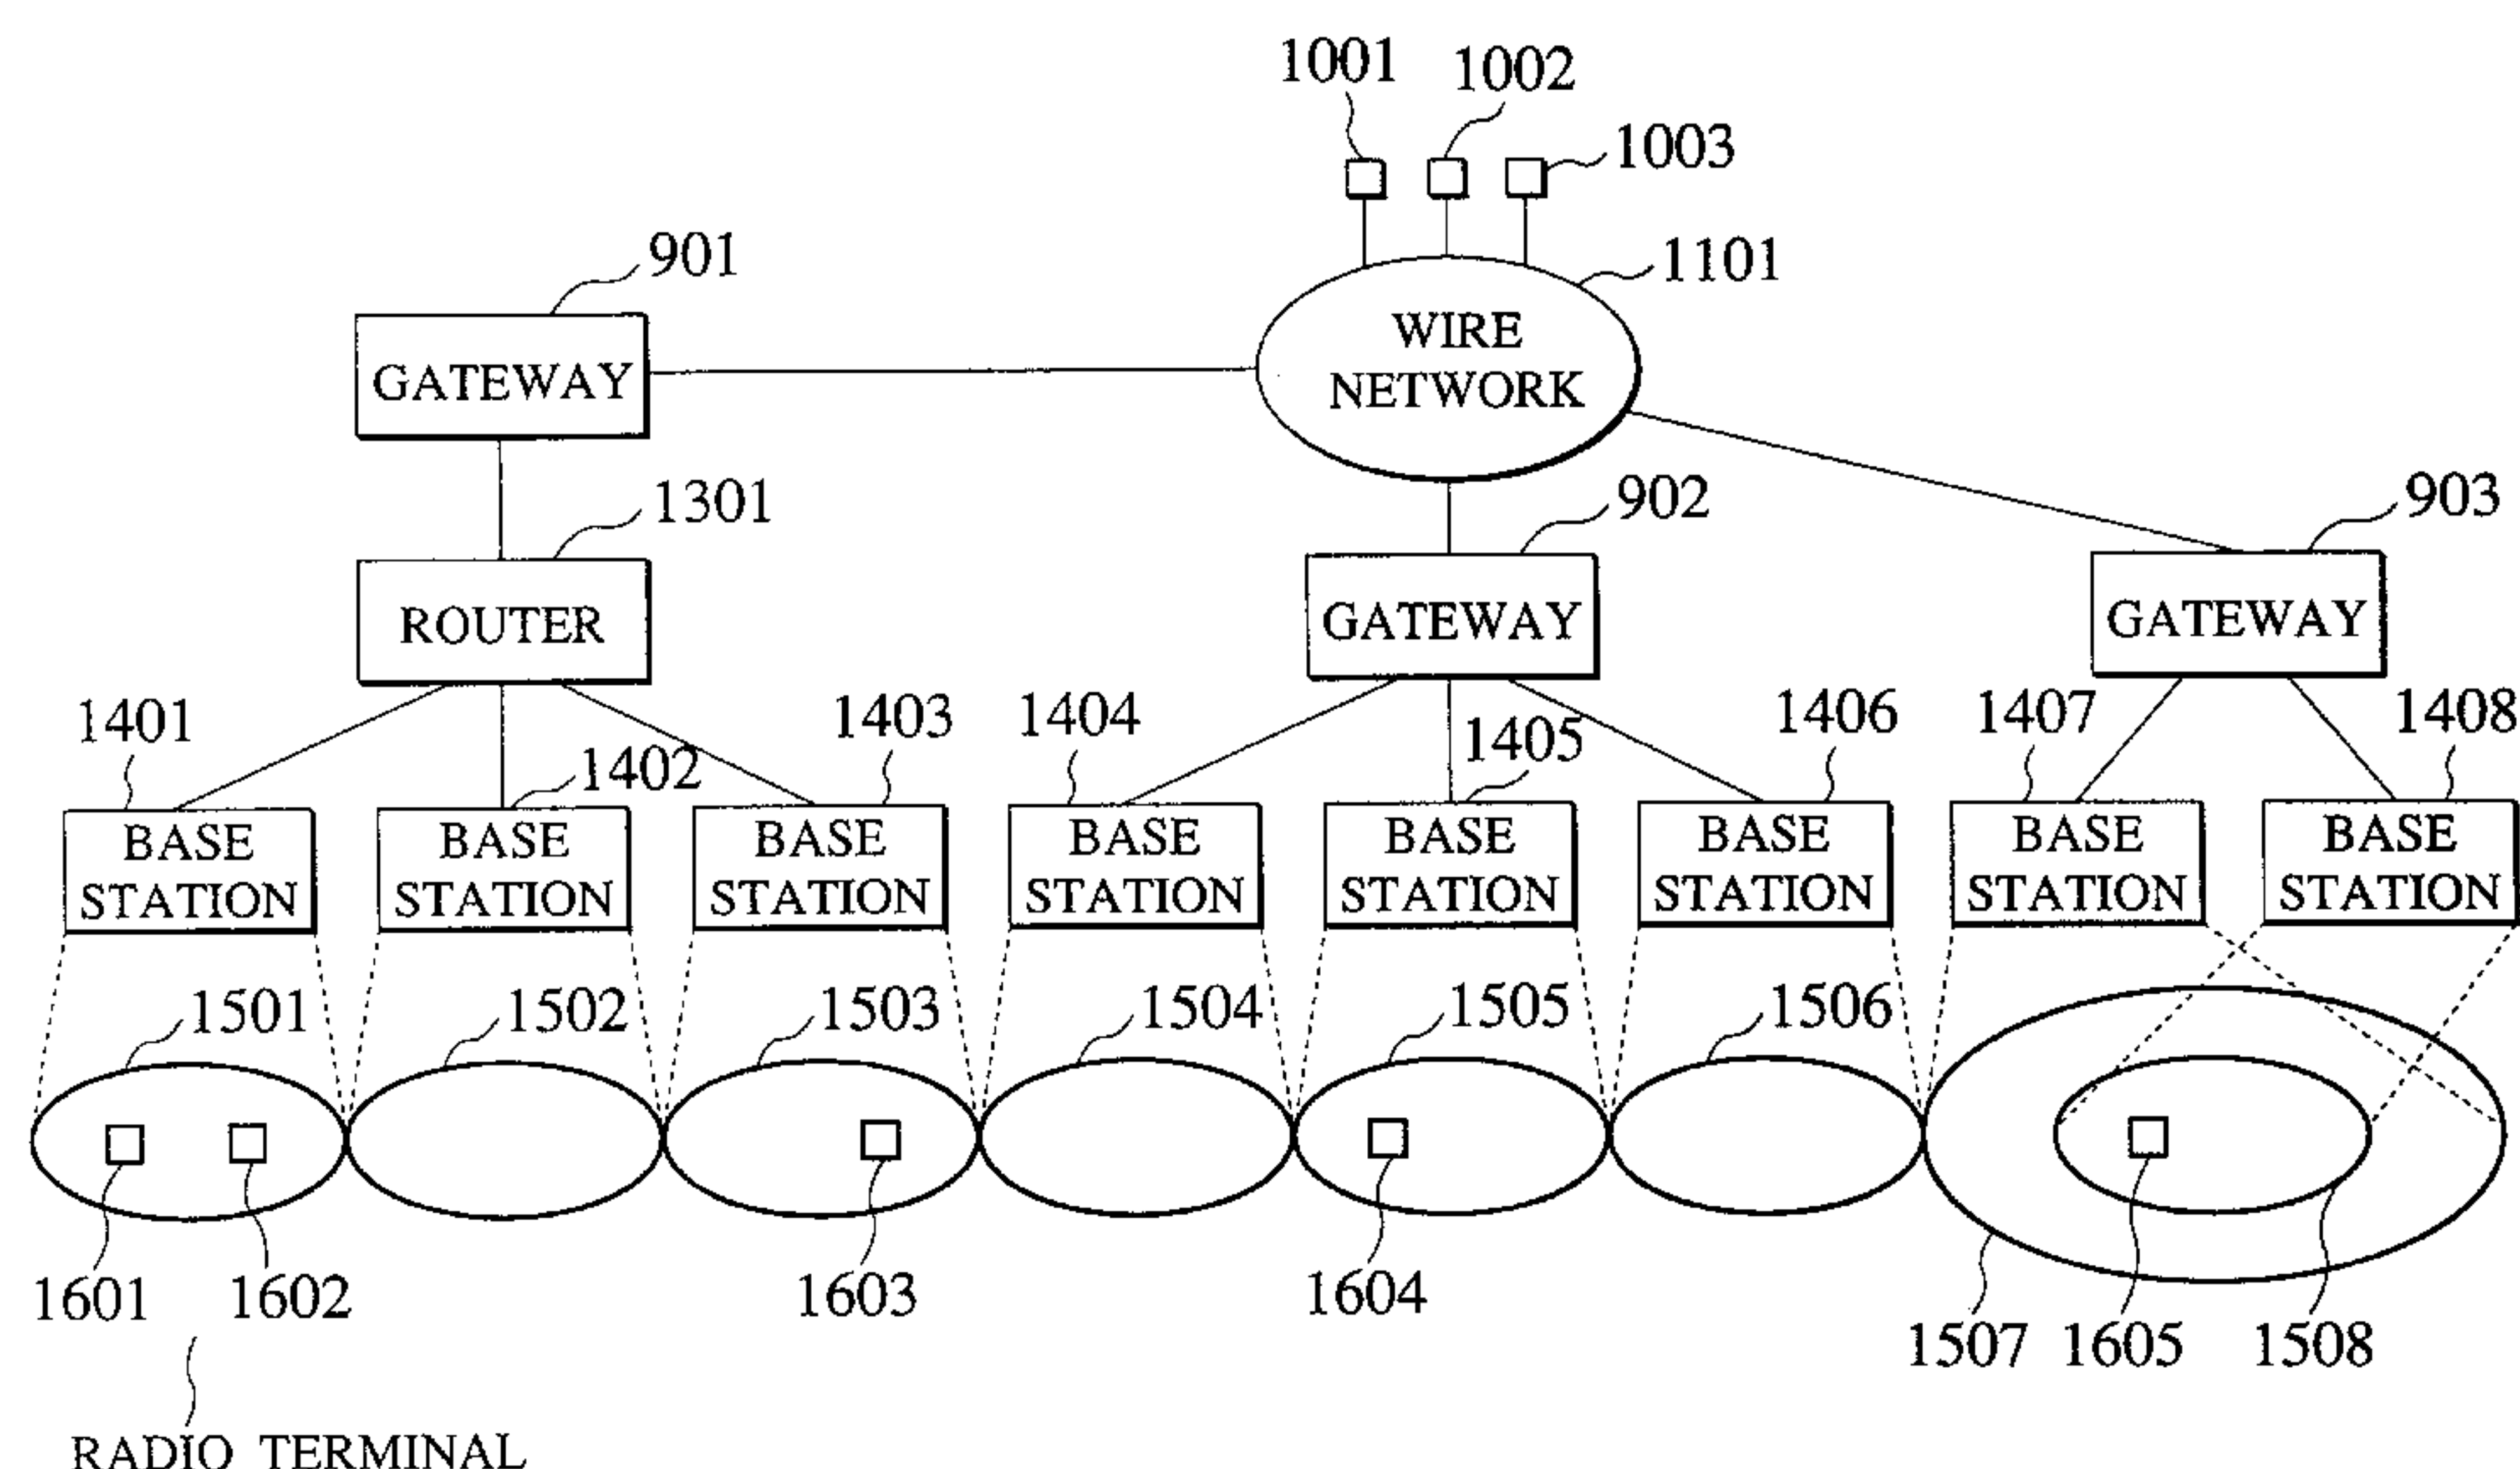 1001
1002
1003
901
1101
WIRE
NETWORK
GATEWAY
1301
902
903
ROUTER
GATEWAY
GATEWAY
1401
1402
1403
1404
1405
1406
1407
1408
BASE
STATION
BASE
STATION
BASE
STATION
BASE
STATION
BASE
STATION
BASE
STATION
BASE
STATION
BASE
STATION
1501
1502
1503
1504
1505
1506
1601
1602
1603
1604
1507
1605
1508
RADIO TERMINAL